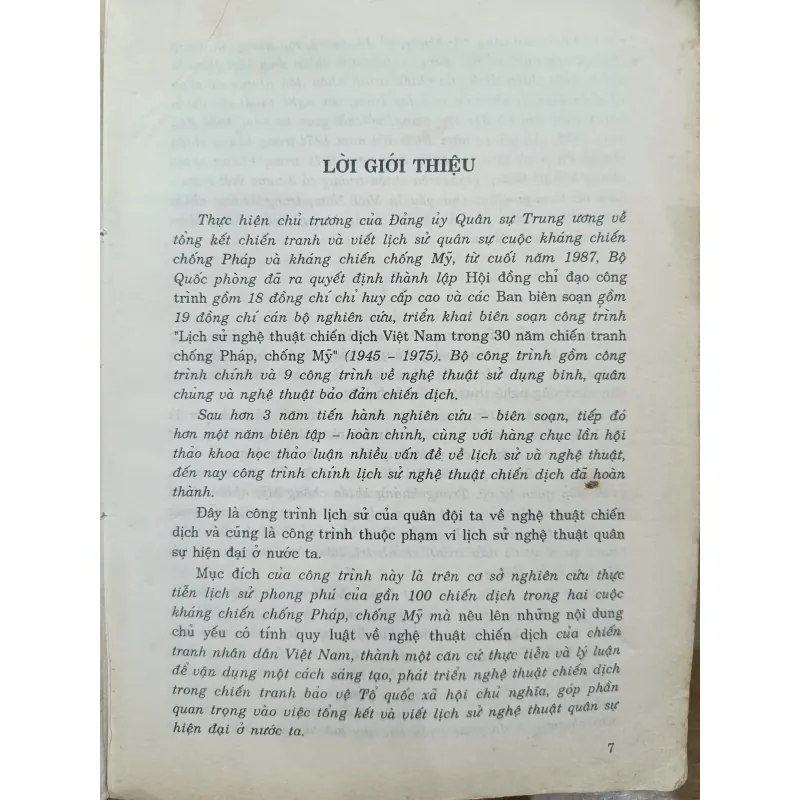 LỜI GIỚI THIỆU
Thực hiện chủ trương của Đảng ủy Quân sự Trung ương về
tổng kết chiến tranh và viết lịch sử quân sự cuộc kháng chiến
chống Pháp và kháng chiến chống Mỹ, từ cuối năm 1987, Bộ
Quốc phòng đã ra quyết định thành lập Hội đồng chỉ đạo công
trình gồm 18 đồng chí chỉ huy cấp cao và các Ban biên soạn gồm
19 đồng chí cán bộ nghiên cứu, triển khai biên soạn công trình
"Lịch sử nghệ thuật chiến dịch Việt Nam trong 30 năm chiến tranh
chống Pháp, chống Mỹ" (1945 – 1975). Bộ công trình gồm công
trình chính và 9 công trình về nghệ thuật sử dụng binh, quân
chủng và nghệ thuật bảo đảm chiến dịch.
Sau hơn 3 năm tiến hành nghiên cứu – biên soạn, tiếp đó
hơn một năm biên tập – hoàn chỉnh, cùng với hàng chục lần hội
thảo khoa học thảo luận nhiều vấn đề về lịch sử và nghệ thuật,
đến nay công trình chính lịch sử nghệ thuật chiến dịch đã hoàn
thành.
Đây là công trình lịch sử của quân đội ta về nghệ thuật chiến
dịch và cũng là công trình thuộc phạm vi lịch sử nghệ thuật quân
sự hiện đại ở nước ta.
Mục đích của công trình này là trên cơ sở nghiên cứu thực
tiễn lịch sử phong phú của gần 100 chiến dịch trong hai cuộc
kháng chiến chống Pháp, chống Mỹ mà nêu lên những nội dung
chủ yếu có tính quy luật về nghệ thuật chiến dịch của chiến
tranh nhân dân Việt Nam, thành một căn cứ thực tiễn và lý luận
để vận dụng một cách sáng tạo, phát triển nghệ thuật chiến dịch
trong chiến tranh bảo vệ Tổ quốc xã hội chủ nghĩa, góp phần
quan trọng vào việc tổng kết và viết lịch sử nghệ thuật quân sự
hiện đại ở nước ta.
7